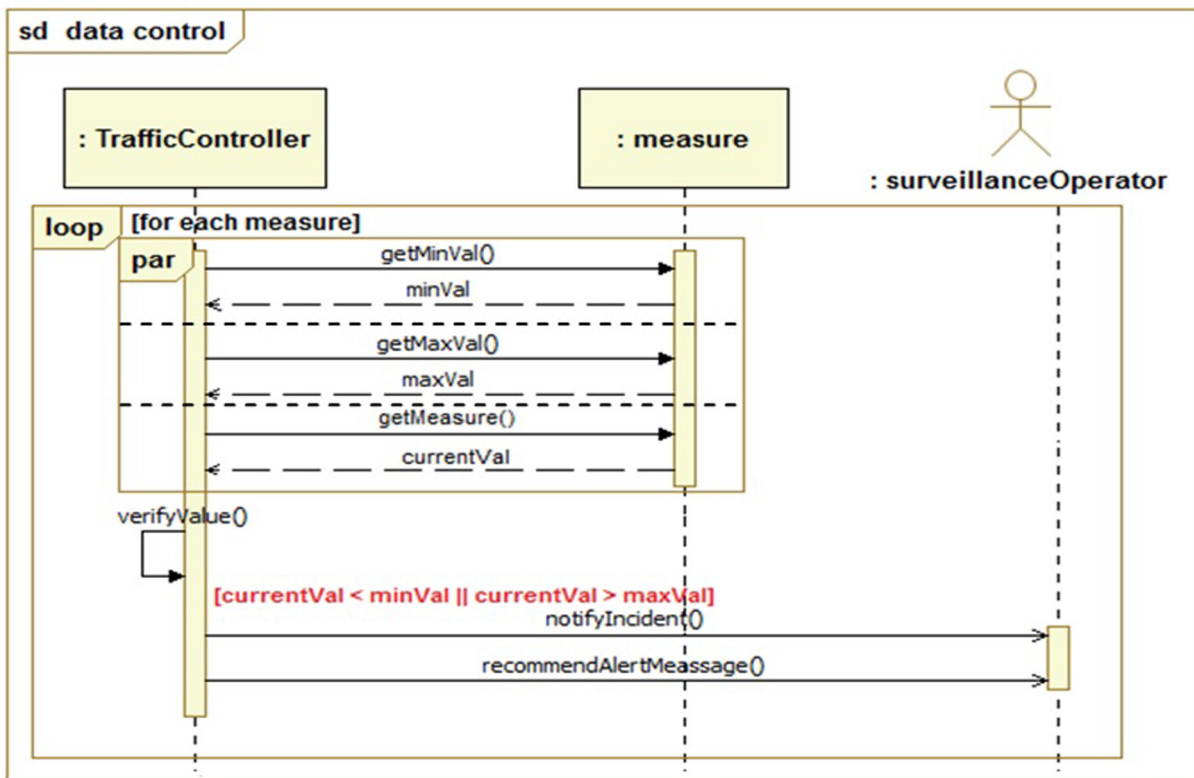 sd data control
: TrafficController
: measure
: surveillanceOperator
loop
[for each measure]
par
getMinVal()
minVal
getMaxVal()
maxVal
getMeasure()
currentVal
verifyValue()
[currentVal < minVal || currentVal > maxVal]
notifyIncident()
recommendAlertMeassage()